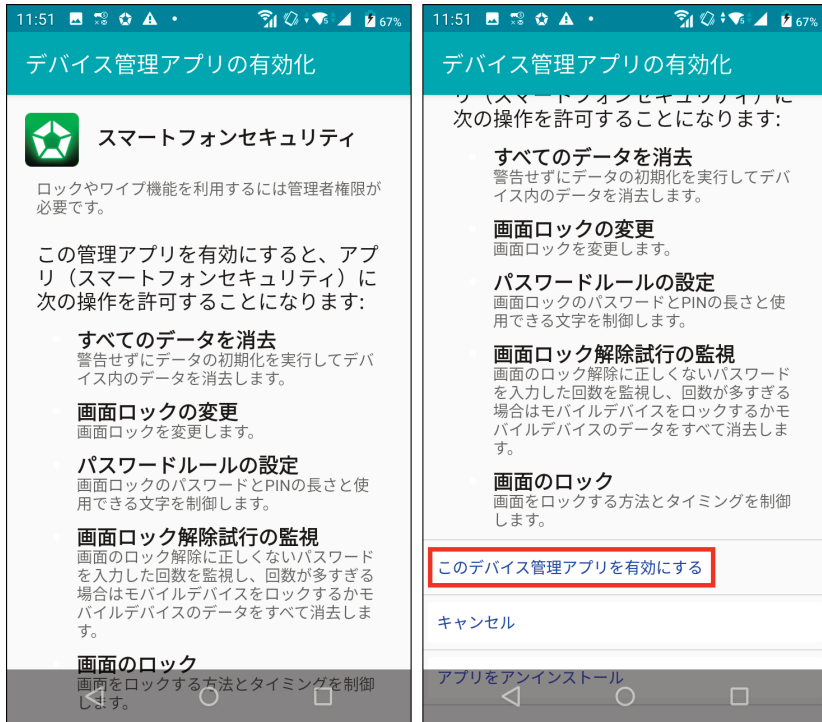 11:51
67%
デバイス管理アプリの有効化
スマートフォンセキュリティ
ロックやワイプ機能を利用するには管理者権限が
必要です。
この管理アプリを有効にすると、アプ
リ（スマートフォンセキュリティ）に
次の操作を許可することになります:
すべてのデータを消去
警告せずにデータの初期化を実行してデバ
イス内のデータを消去します。
画面ロックの変更
画面ロックを変更します。
パスワードルールの設定
画面ロックのパスワードとPINの長さと使
用できる文字を制御します。
画面ロック解除試行の監視
画面のロック解除に正しくないパスワード
を入力した回数を監視し、回数が多すぎる
場合はモバイルデバイスをロックするかモ
バイルデバイスのデータをすべて消去しま
す。
画面のロック
画面をロックする方法とタイミングを制御
します。
11:51
67%
デバイス管理アプリの有効化
リ（スマートフォンセキュリティ）に
次の操作を許可することになります:
すべてのデータを消去
警告せずにデータの初期化を実行してデバ
イス内のデータを消去します。
画面ロックの変更
画面ロックを変更します。
パスワードルールの設定
画面ロックのパスワードとPINの長さと使
用できる文字を制御します。
画面ロック解除試行の監視
画面のロック解除に正しくないパスワード
を入力した回数を監視し、回数が多すぎる
場合はモバイルデバイスをロックするかモ
バイルデバイスのデータをすべて消去しま
す。
画面のロック
画面をロックする方法とタイミングを制御
します。
このデバイス管理アプリを有効にする
キャンセル
アプリをアンインストール